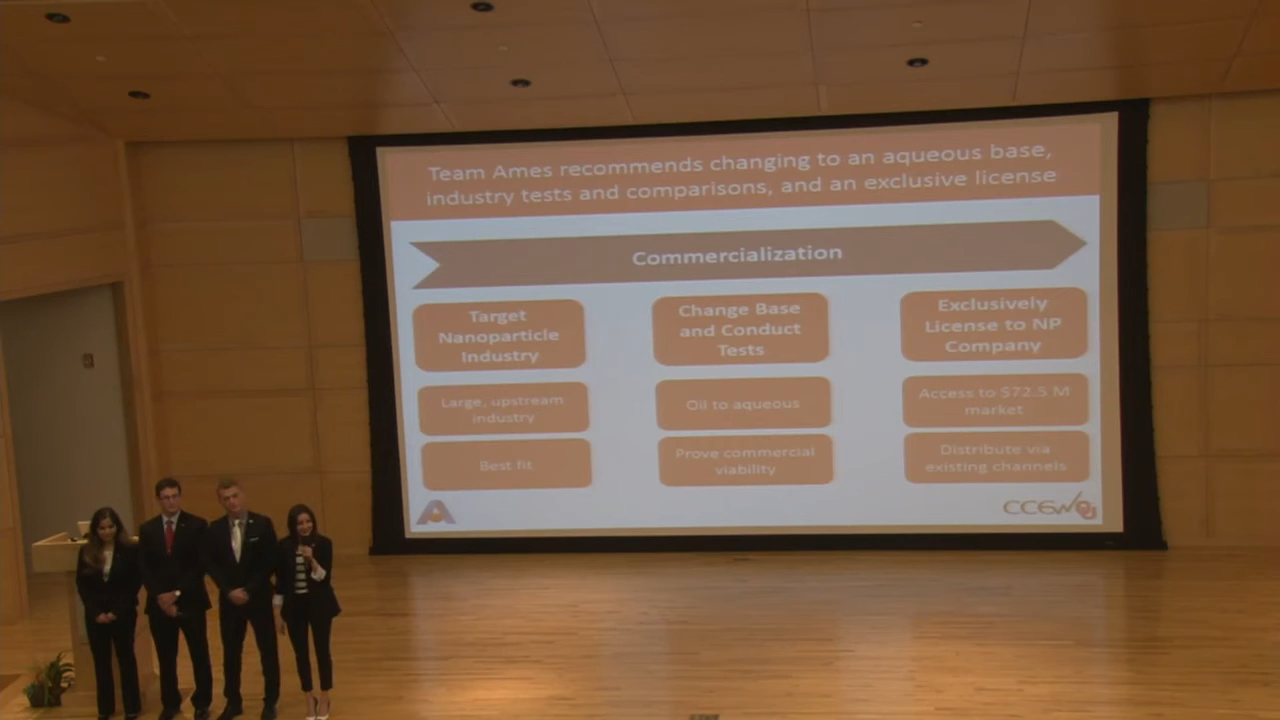 Team Ames recommends changing to an aqueous base,
industry tests and comparisons, and an exclusive license
Commercialization
Target
Nanoparticle
Industry
Large, upstream
industry
Best fit
Change Base
and Conduct
Tests
Oil to aqueous
Prove commercial
viability
Exclusively
License to NP
Company
Access to $72.5 M
market
Distribute via
existing channels